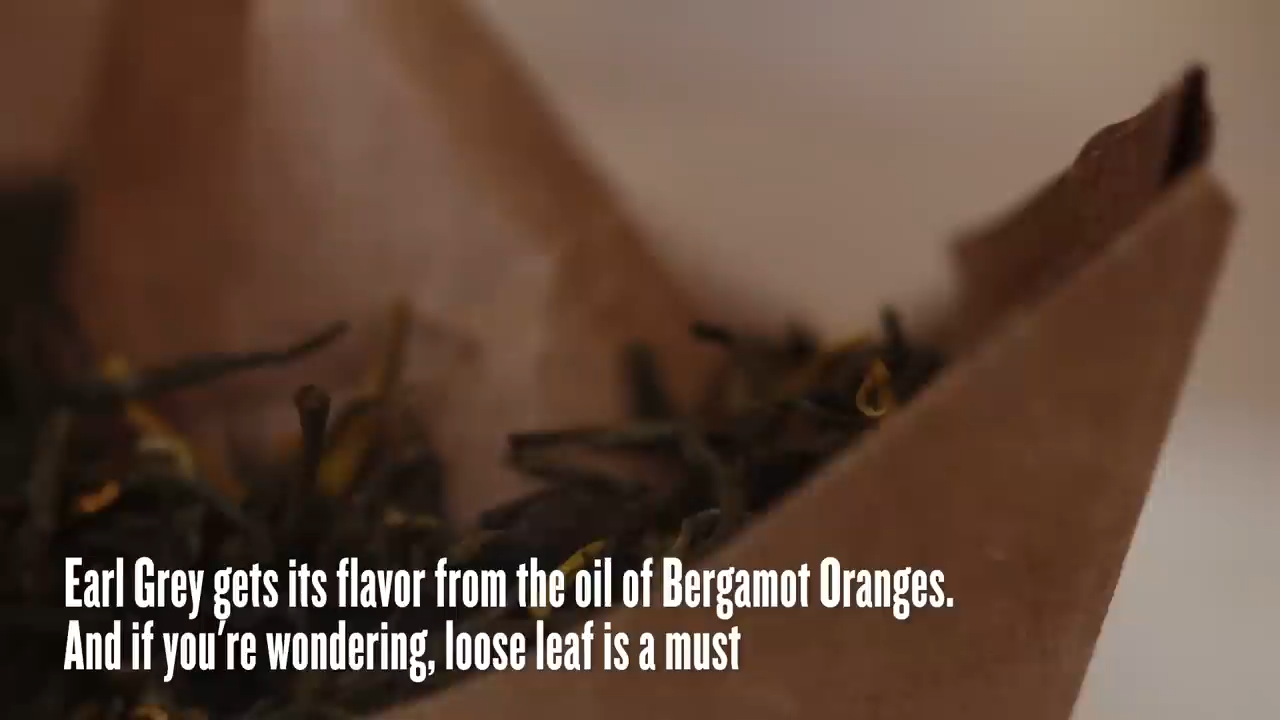 Earl Grey gets its flavor from the oil of Bergamot Oranges.
And if you're wondering, loose leaf is a must